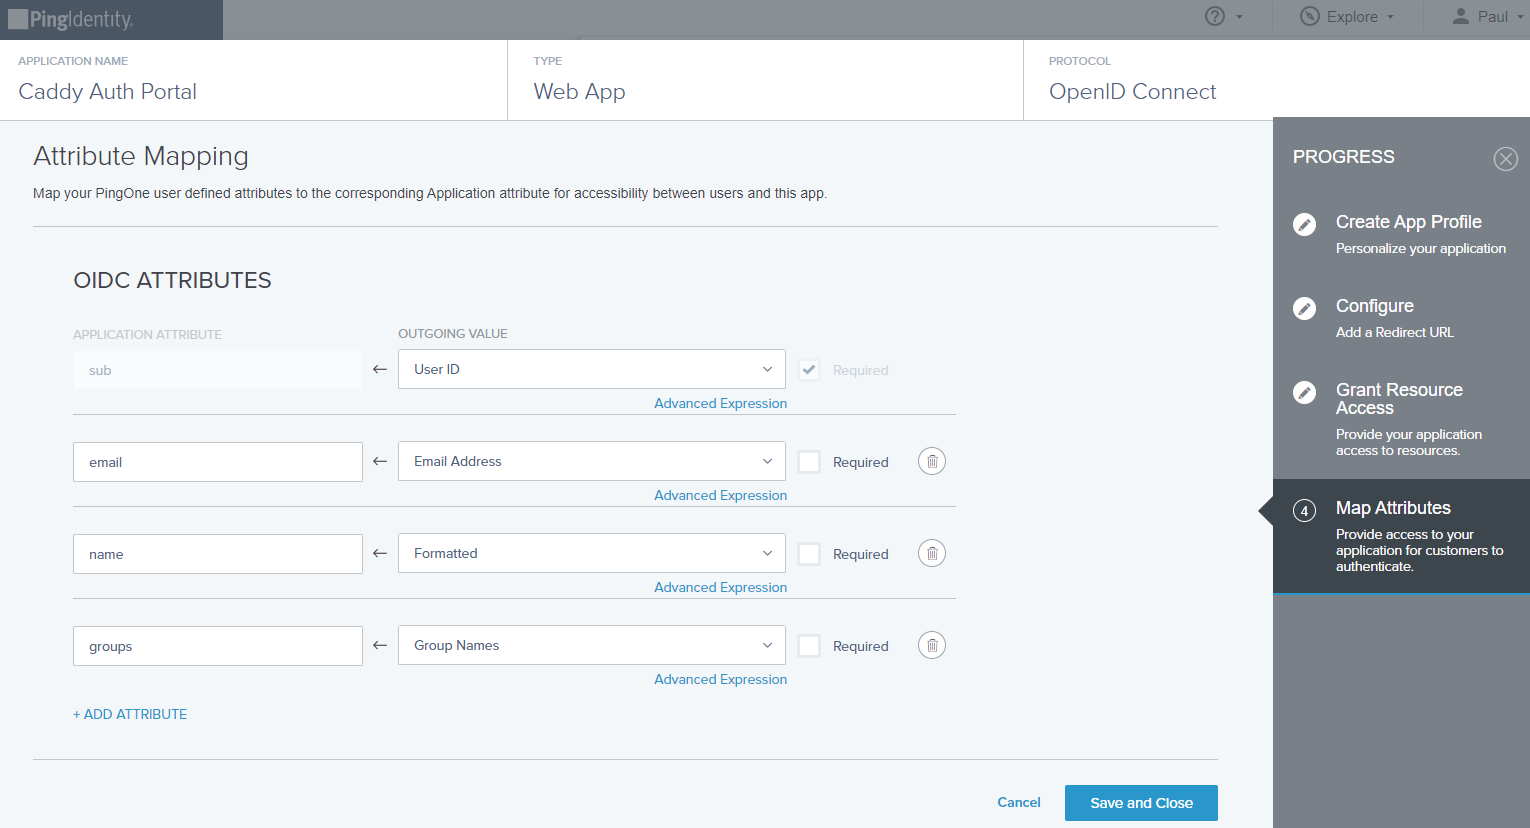 PingIdentity.
Explore
Paul
APPLICATION NAME
Caddy Auth Portal
TYPE
Web App
PROTOCOL
OpenID Connect
Attribute Mapping
Map your PingOne user defined attributes to the corresponding Application attribute for accessibility between users and this app.
OIDC ATTRIBUTES
APPLICATION ATTRIBUTE
OUTGOING VALUE
sub
User ID
Required
Advanced Expression
email
Email Address
Required
Advanced Expression
name
Formatted
Required
Advanced Expression
groups
Group Names
Required
Advanced Expression
+ ADD ATTRIBUTE
Cancel
Save and Close
PROGRESS
Create App Profile
Personalize your application
Configure
Add a Redirect URL
Grant Resource
Access
Provide your application
access to resources.
4
Map Attributes
Provide access to your
application for customers to
authenticate.